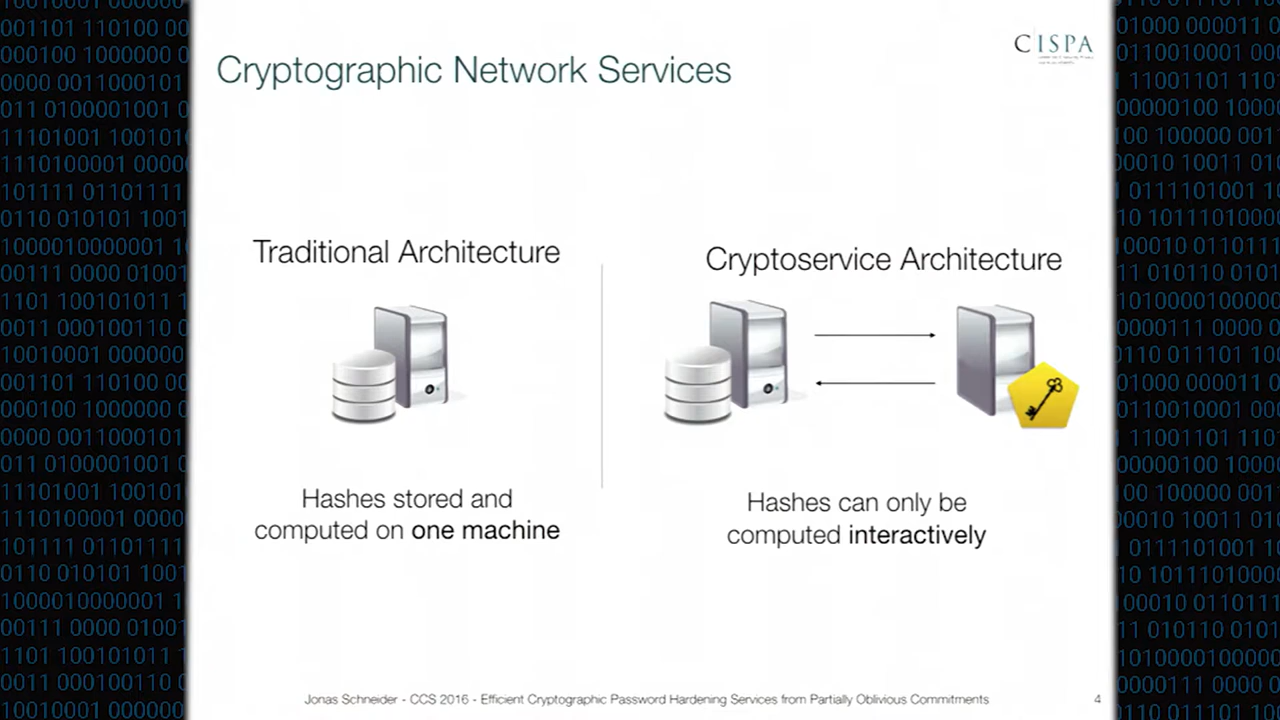 Cryptographic Network Services
CISPA
Traditional Architecture
Hashes stored and
computed on one machine
Cryptoservice Architecture
Hashes can only be
computed interactively
Jonas Schneider - CCS 2016 - Efficient Cryptographic Password Hardening Services from Partially Oblivious Commitments
4